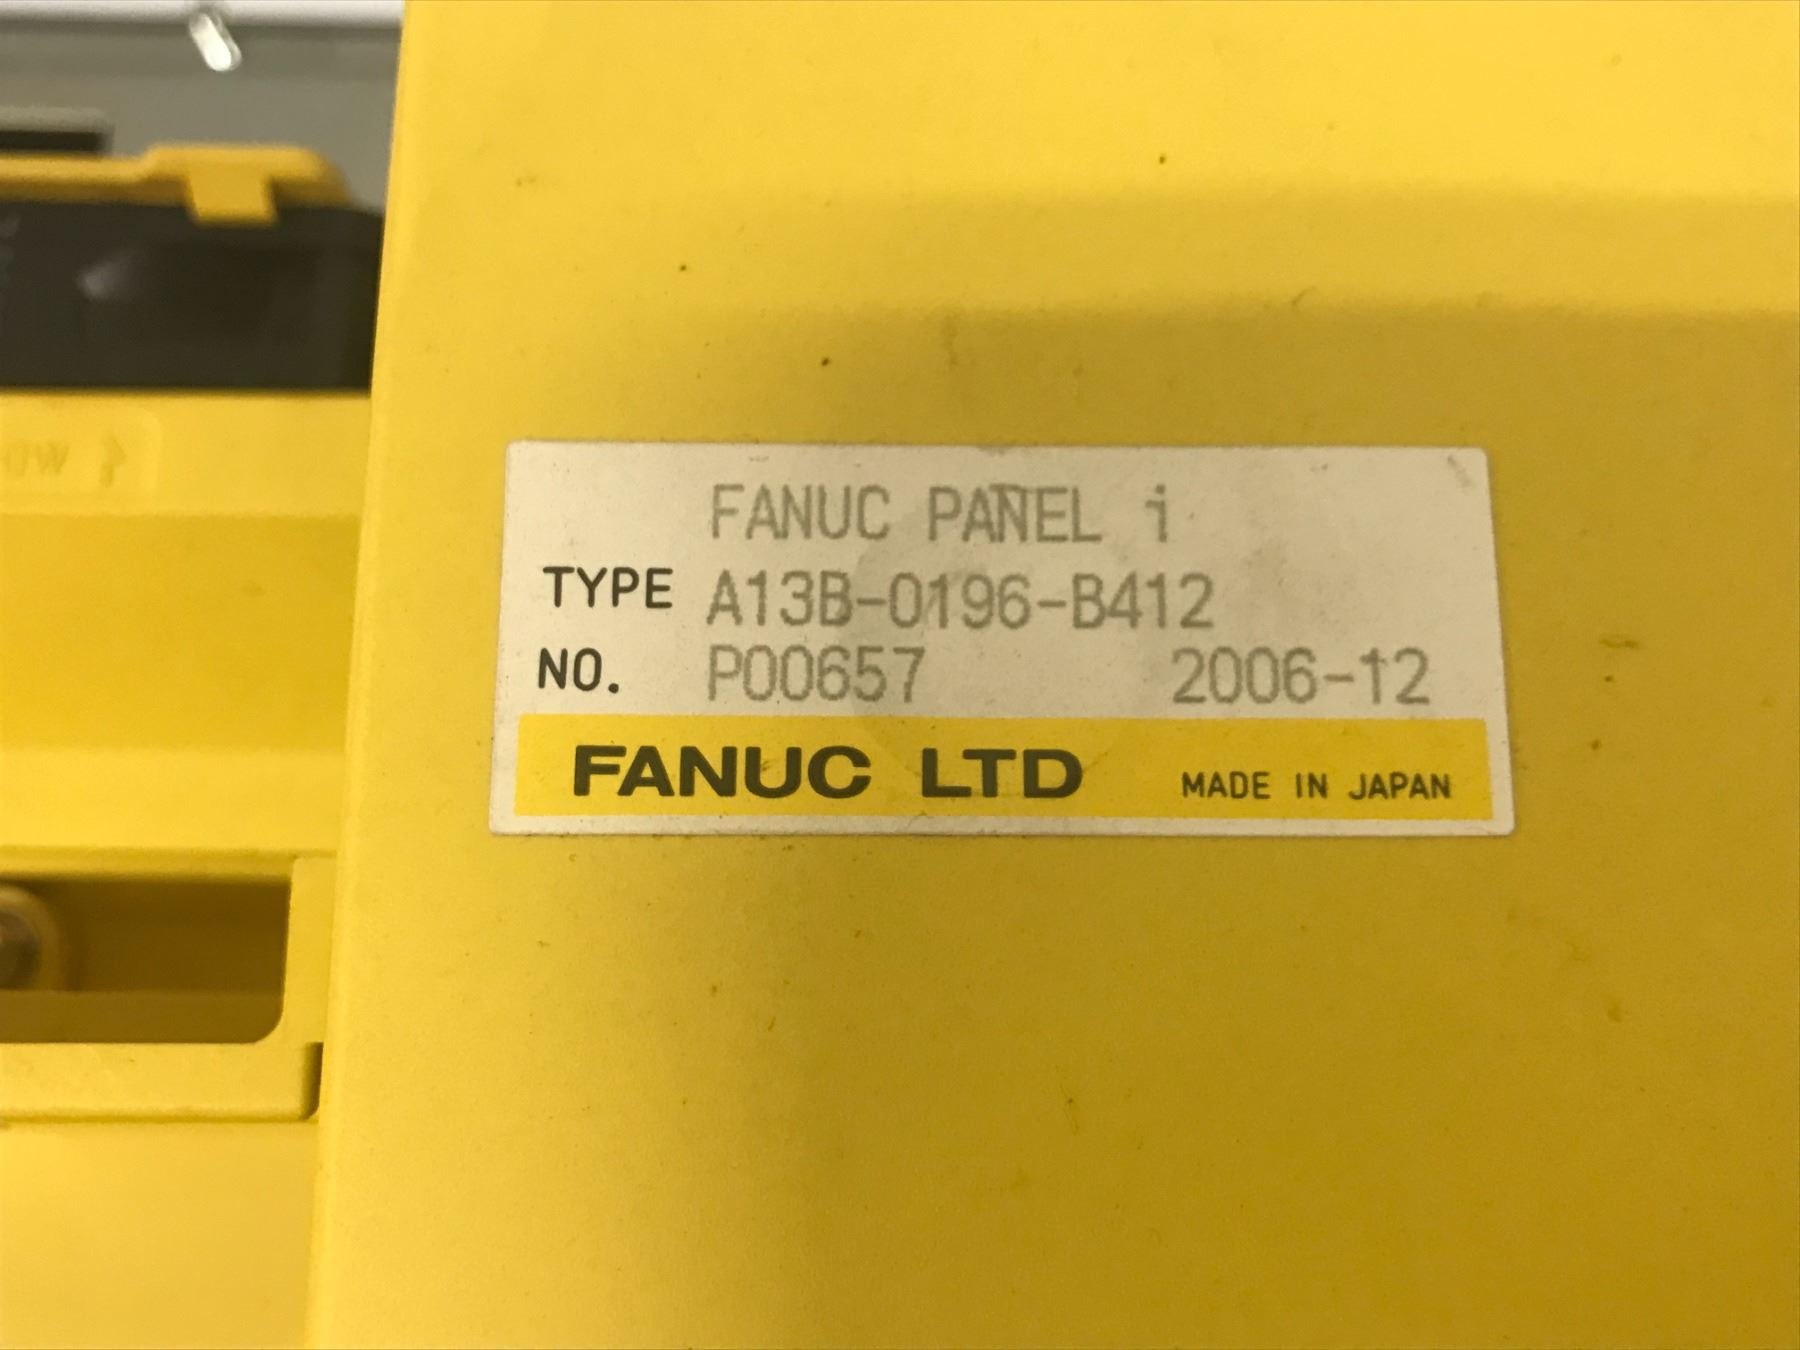 FANUC PANEL i
TYPE A13B-0196-B412
NO. P00657 2006-12
FANUC LTD MADE IN JAPAN